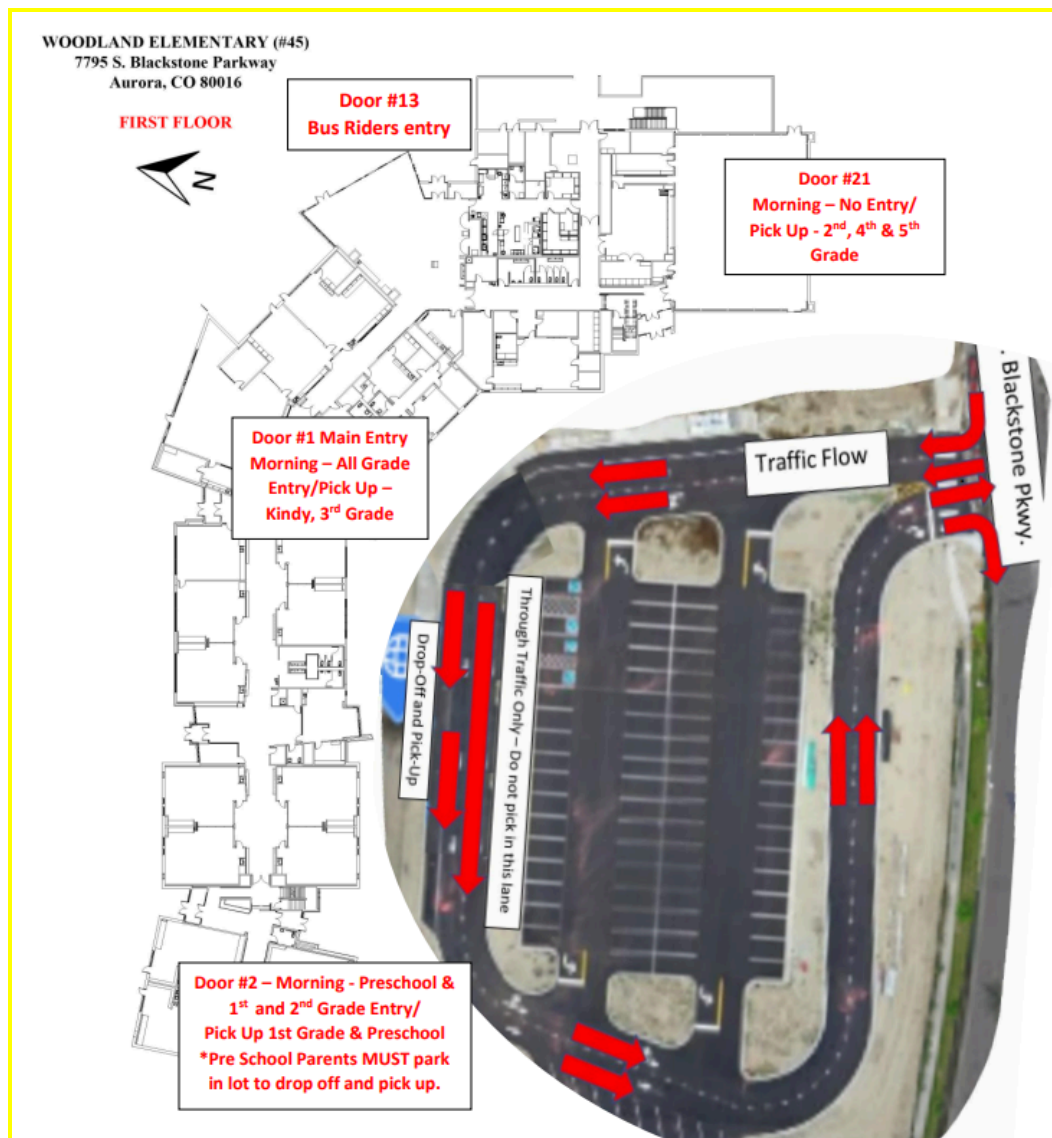 WOODLAND ELEMENTARY (#45)
7795 S. Blackstone Parkway
Aurora, CO 80016
FIRST FLOOR
N
Door #13
Bus Riders entry
Door #21
Morning – No Entry/
Pick Up - 2nd, 4th & 5th
Grade
. Blackstone Pkwy.
Traffic Flow
Door #1 Main Entry
Morning – All Grade
Entry/Pick Up –
Kindy, 3rd Grade
Drop-Off and Pick-Up
Through Traffic Only – Do not pick in this lane
Door #2 – Morning - Preschool &
1st and 2nd Grade Entry/
Pick Up 1st Grade & Preschool
*Pre School Parents MUST park
in lot to drop off and pick up.